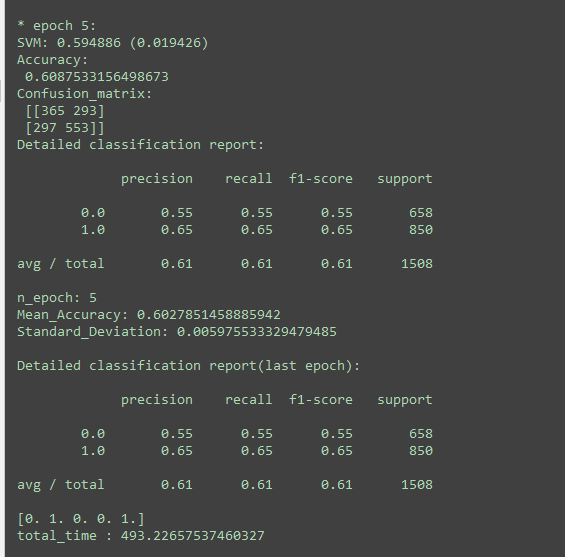 * epoch 5:
SVM: 0.594886 (0.019426)
Accuracy:
0.6087533156498673
Confusion_matrix:
[[365 293]
[297 553]]
Detailed classification report:
precision recall f1-score support
0.0 0.55 0.55 0.55 658
1.0 0.65 0.65 0.65 850
avg / total 0.61 0.61 0.61 1508
n_epoch: 5
Mean_Accuracy: 0.6027851458885942
Standard_Deviation: 0.005975533329479485
Detailed classification report(last epoch):
precision recall f1-score support
0.0 0.55 0.55 0.55 658
1.0 0.65 0.65 0.65 850
avg / total 0.61 0.61 0.61 1508
[0. 1. 0. 0. 1.]
total_time : 493.22657537460327